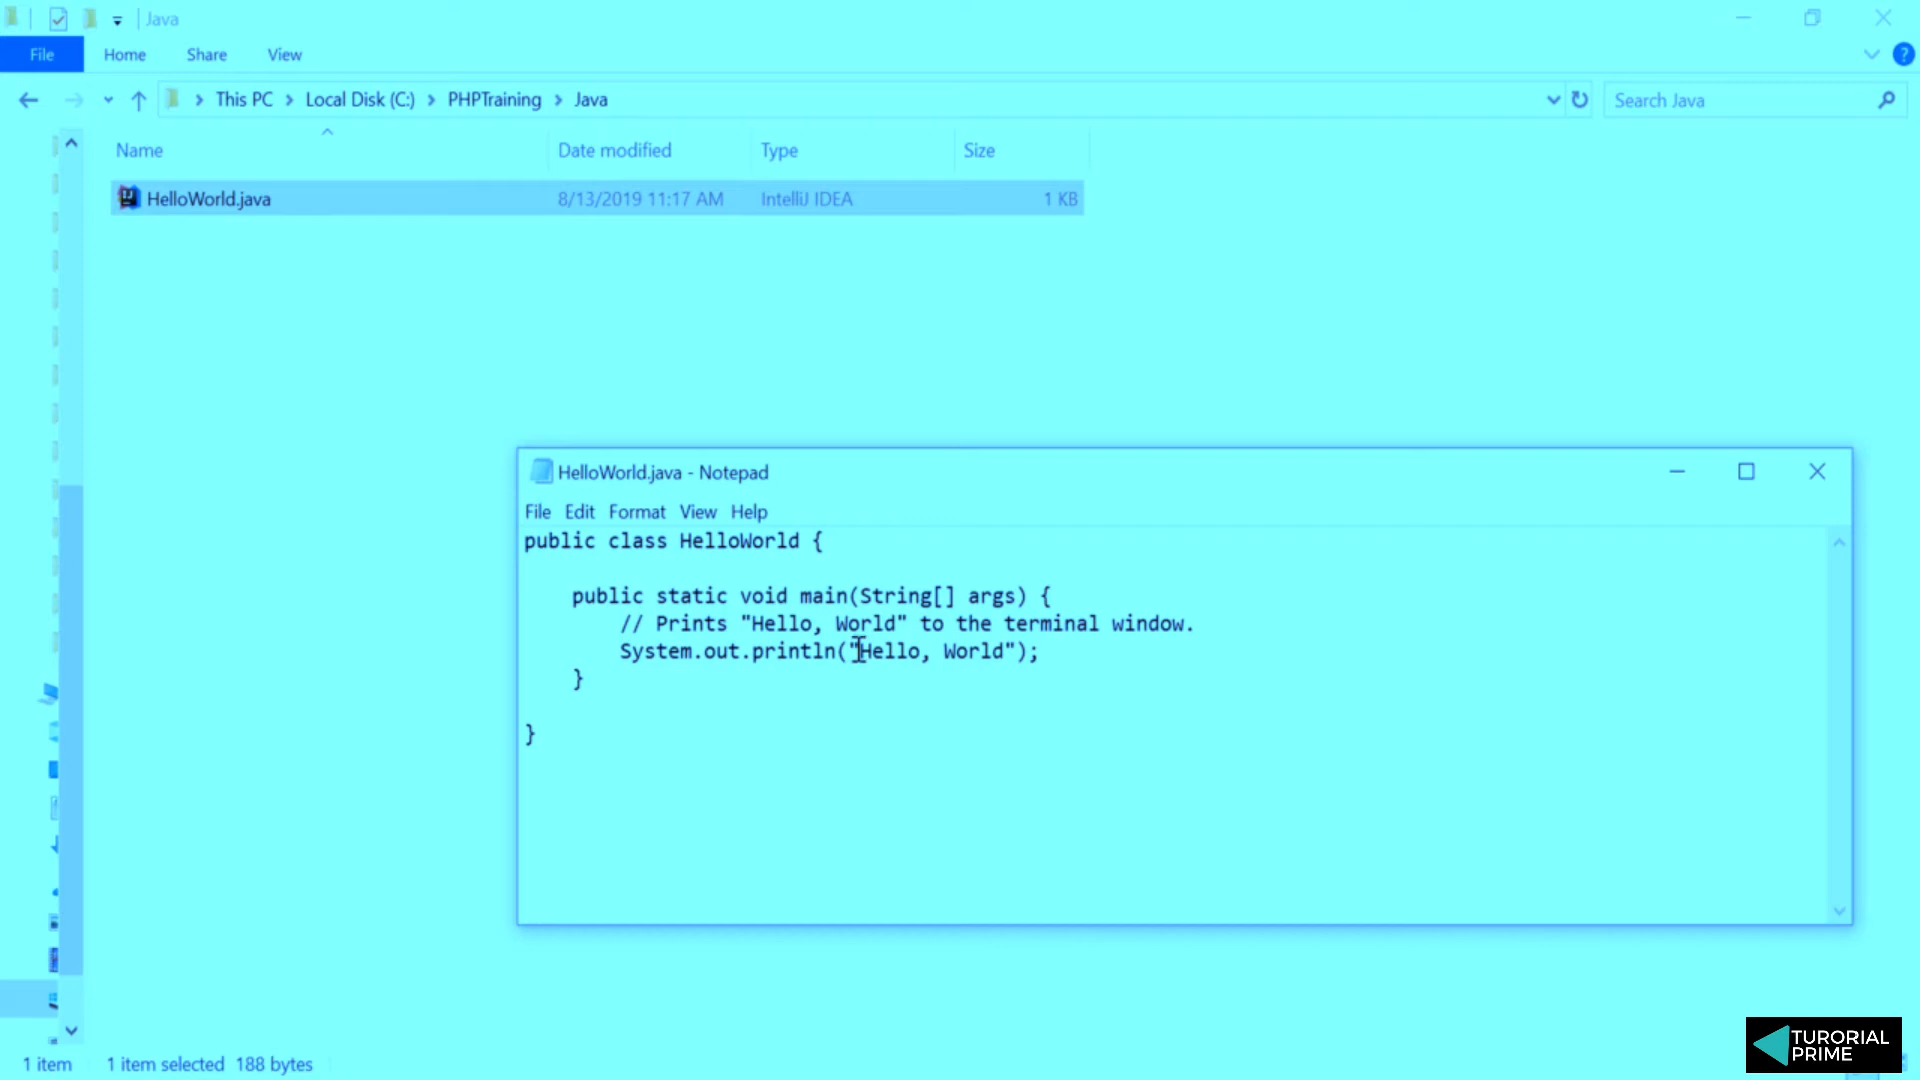 Java
File Home Share View
This PC > Local Disk (C:) > PHPTraining > Java
Search Java
Name Date modified Type Size
HelloWorld.java 8/13/2019 11:17 AM IntelliJ IDEA 1 KB
HelloWorld.java - Notepad
File Edit Format View Help
public class HelloWorld {
public static void main(String[] args) {
// Prints "Hello, World" to the terminal window.
System.out.println("Hello, World");
}
}
1 item 1 item selected 188 bytes
TURORIAL
PRIME